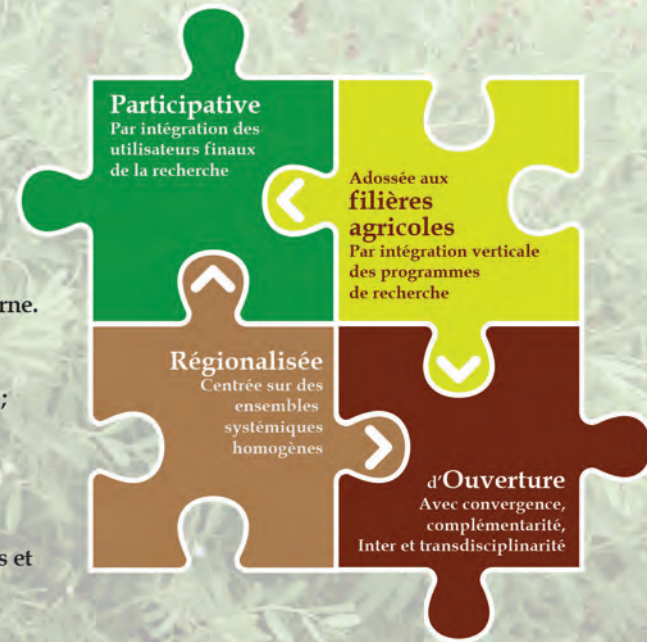 Participative
Par intégration des
utilisateurs finaux
de la recherche
Adossée aux
filières
agricoles
Par intégration verticale
des programmes
de recherche
rne.
;
Régionalisée
Centrée sur des
ensembles
systémiques
homogènes
d'Ouverture
Avec convergence,
complémentarité,
Inter et transdisciplinarité
s et